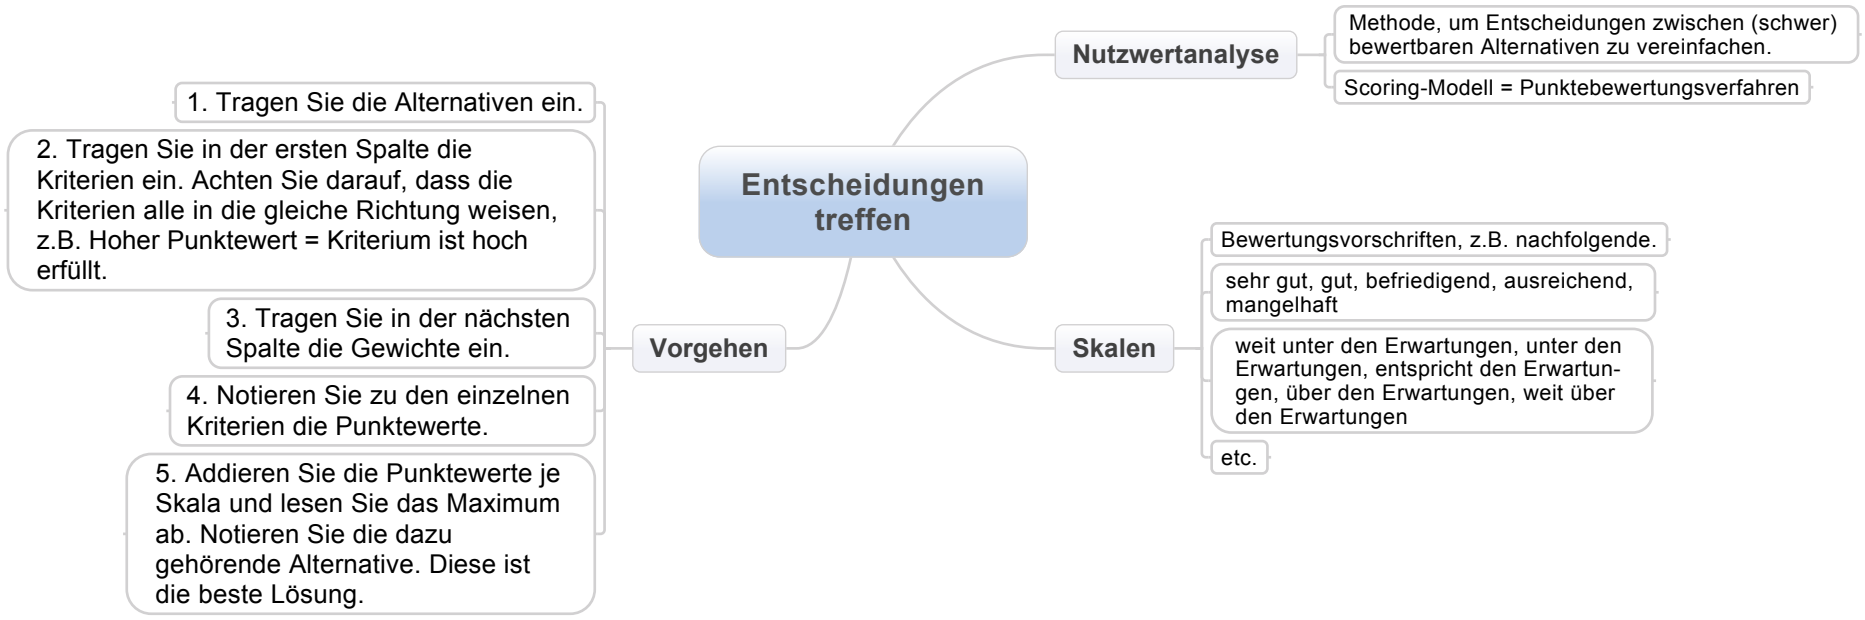 Entscheidungen
treffen
Nutzwertanalyse
Methode, um Entscheidungen zwischen (schwer)
bewertbaren Alternativen zu vereinfachen.
Scoring-Modell = Punktebewertungsverfahren
Skalen
Bewertungsvorschriften, z.B. nachfolgende.
sehr gut, gut, befriedigend, ausreichend,
mangelhaft
weit unter den Erwartungen, unter den
Erwartungen, entspricht den Erwartun-
gen, über den Erwartungen, weit über
den Erwartungen
etc.
Vorgehen
1. Tragen Sie die Alternativen ein.
2. Tragen Sie in der ersten Spalte die
Kriterien ein. Achten Sie darauf, dass die
Kriterien alle in die gleiche Richtung weisen,
z.B. Hoher Punktewert = Kriterium ist hoch
erfüllt.
3. Tragen Sie in der nächsten
Spalte die Gewichte ein.
4. Notieren Sie zu den einzelnen
Kriterien die Punktewerte.
5. Addieren Sie die Punktewerte je
Skala und lesen Sie das Maximum
ab. Notieren Sie die dazu
gehörende Alternative. Diese ist
die beste Lösung.